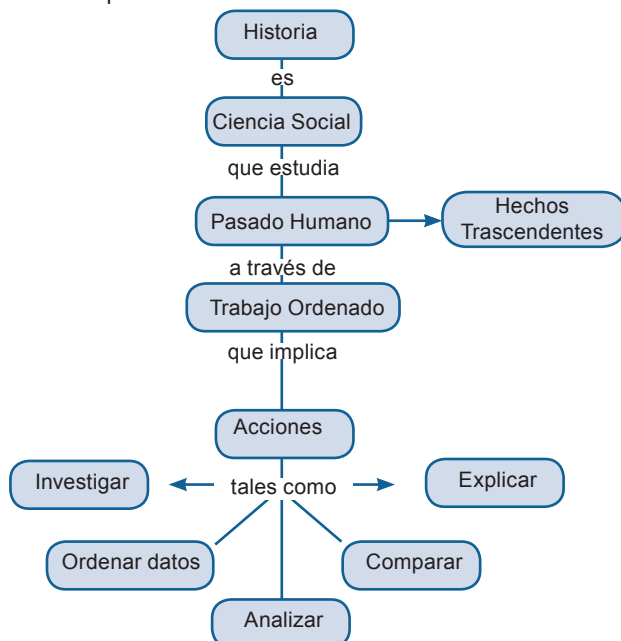 Historia
es
Ciencia Social
que estudia
Pasado Humano
Hechos
Trascendentes
a través de
Trabajo Ordenado
que implica
Acciones
Investigar
tales como
Explicar
Ordenar datos
Comparar
Analizar